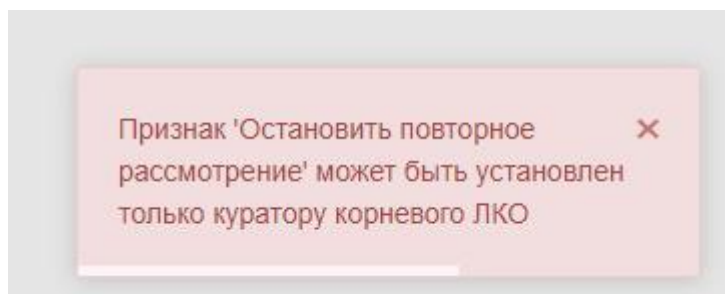 Признак 'Остановить повторное
рассмотрение' может быть установлен
только куратору корневого ЛКО